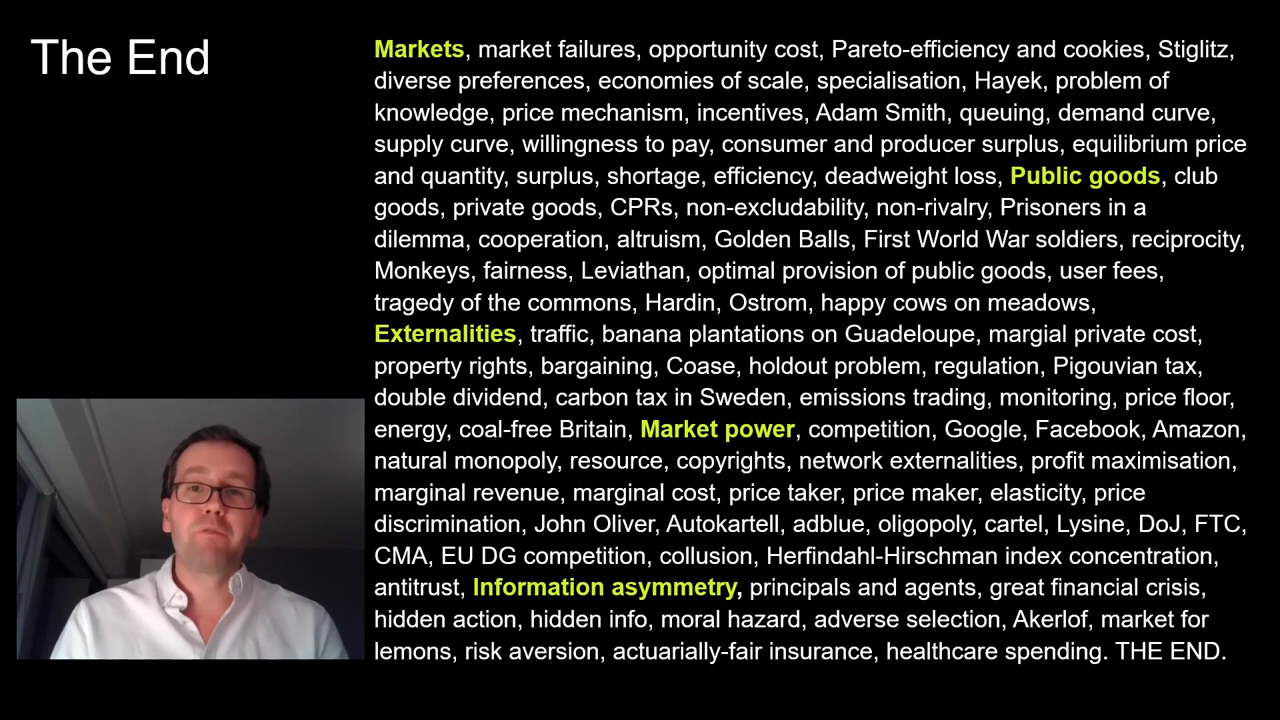 The End
Markets, market failures, opportunity cost, Pareto-efficiency and cookies, Stiglitz,
diverse preferences, economies of scale, specialisation, Hayek, problem of
knowledge, price mechanism, incentives, Adam Smith, queuing, demand curve,
supply curve, willingness to pay, consumer and producer surplus, equilibrium price
and quantity, surplus, shortage, efficiency, deadweight loss, Public goods, club
goods, private goods, CPRs, non-excludability, non-rivalry, Prisoners in a
dilemma, cooperation, altruism, Golden Balls, First World War soldiers, reciprocity,
Monkeys, fairness, Leviathan, optimal provision of public goods, user fees,
tragedy of the commons, Hardin, Ostrom, happy cows on meadows,
Externalities, traffic, banana plantations on Guadeloupe, margial private cost,
property rights, bargaining, Coase, holdout problem, regulation, Pigouvian tax,
double dividend, carbon tax in Sweden, emissions trading, monitoring, price floor,
energy, coal-free Britain, Market power, competition, Google, Facebook, Amazon,
natural monopoly, resource, copyrights, network externalities, profit maximisation,
marginal revenue, marginal cost, price taker, price maker, elasticity, price
discrimination, John Oliver, Autokartell, adblue, oligopoly, cartel, Lysine, DoJ, FTC,
CMA, EU DG competition, collusion, Herfindahl-Hirschman index concentration,
antitrust, Information asymmetry, principals and agents, great financial crisis,
hidden action, hidden info, moral hazard, adverse selection, Akerlof, market for
lemons, risk aversion, actuarially-fair insurance, healthcare spending. THE END.